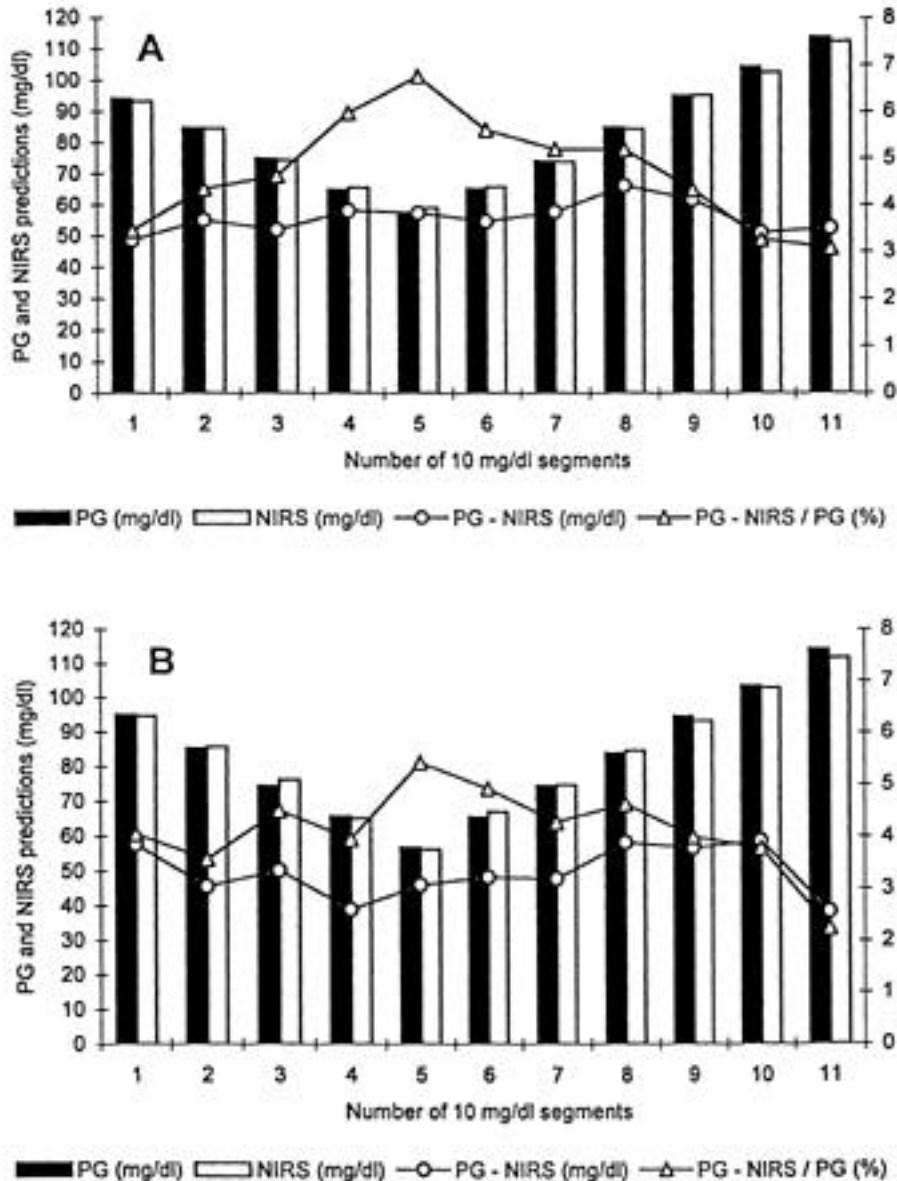 A
PG and NIRS predictions (mg/dl)
120 8
110
100 7
90 6
80
70 5
60 4
50
40 3
30 2
20
10 1
0 0
1 2 3 4 5 6 7 8 9 10 11
Number of 10 mg/dl segments
PG (mg/dl) NIRS (mg/dl) PG - NIRS (mg/dl) PG - NIRS / PG (%)
B
PG and NIRS predictions (mg/dl)
120 8
110
100 7
90 6
80
70 5
60 4
50
40 3
30 2
20
10 1
0 0
1 2 3 4 5 6 7 8 9 10 11
Number of 10 mg/dl segments
PG (mg/dl) NIRS (mg/dl) PG - NIRS (mg/dl) PG - NIRS / PG (%)